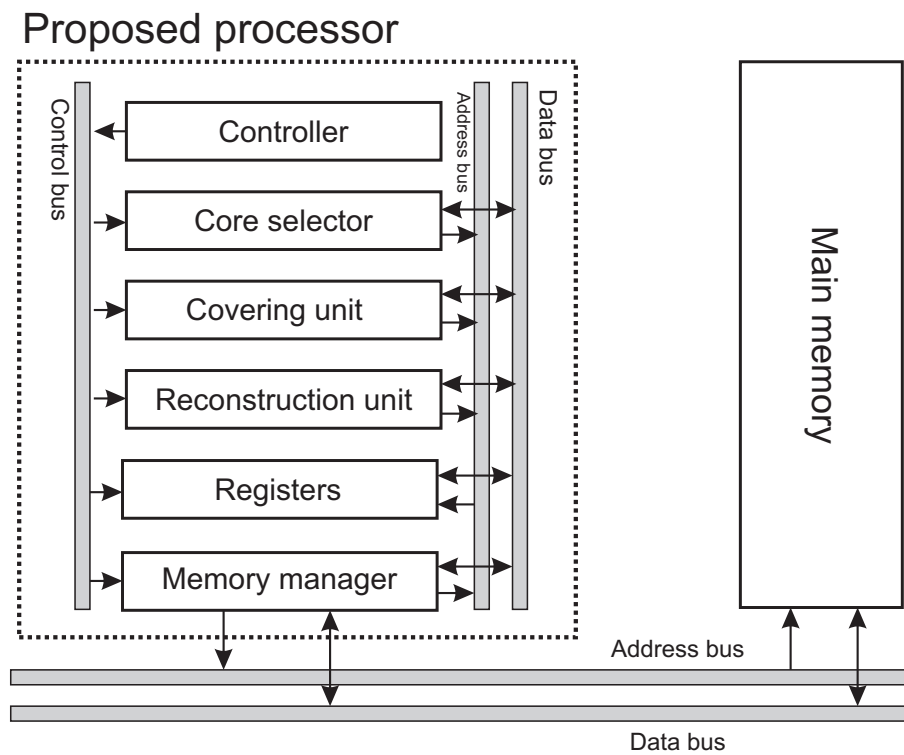 Proposed processor
Control bus
Controller
Address bus
Data bus
Core selector
Covering unit
Reconstruction unit
Registers
Memory manager
Main memory
Address bus
Data bus